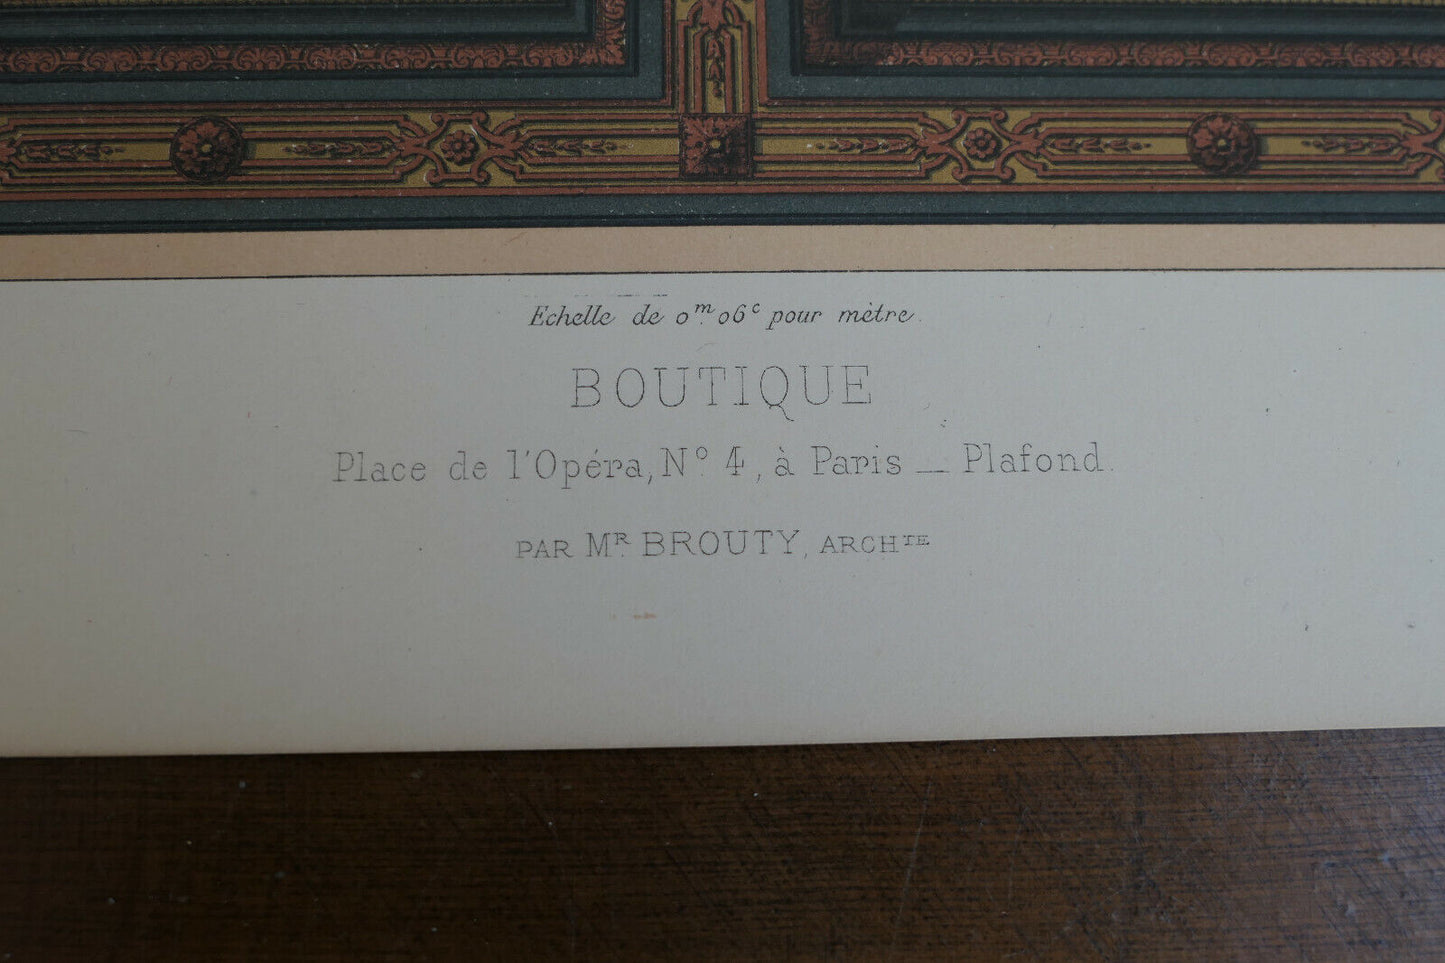 Echelle de 0ᵐ.06ᶜ pour mètre.
BOUTIQUE
Place de l'Opéra, Nº 4, à Paris _ Plafond.
PAR Mᴿ. BROUTY, ARCHᵀᴱ